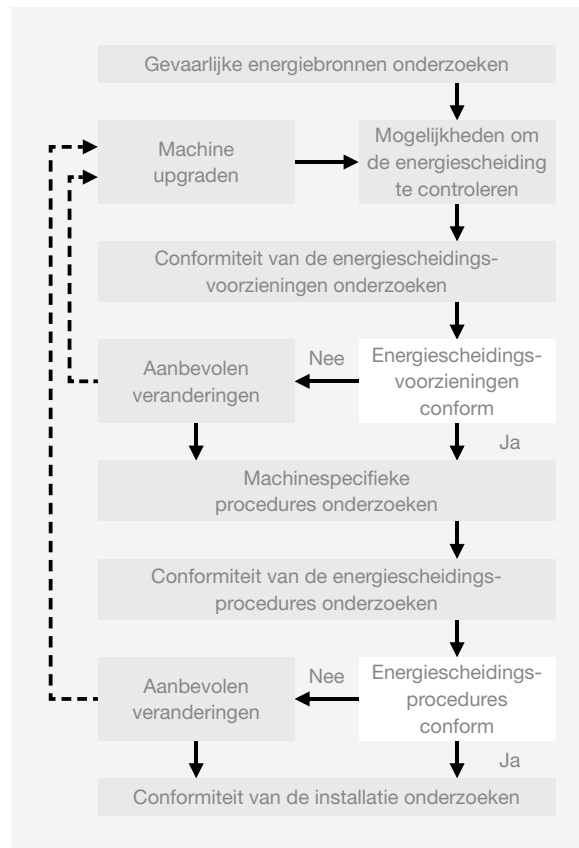 Gevaarlijke energiebronnen onderzoeken
Machine
upgraden
Mogelijkheden om
de energiescheiding
te controleren
Conformiteit van de energiescheidings-
voorzieningen onderzoeken
Aanbevolen
veranderingen
Nee
Energiescheidings-
voorzieningen
conform
Ja
Machinespecifieke
procedures onderzoeken
Conformiteit van de energiescheidings-
procedures onderzoeken
Aanbevolen
veranderingen
Nee
Energiescheidings-
procedures
conform
Ja
Conformiteit van de installatie onderzoeken